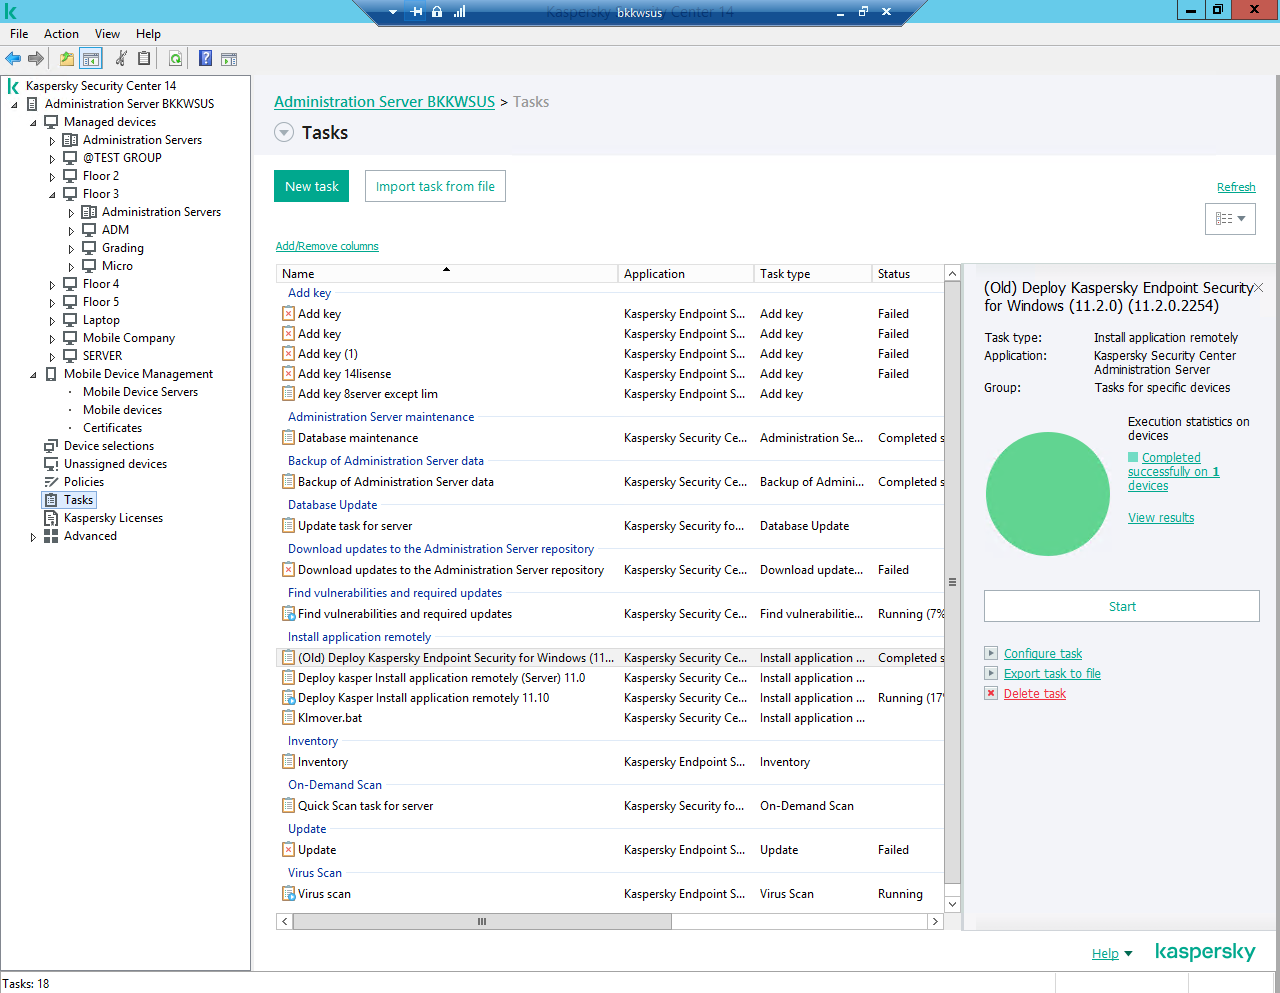 Kaspersky Security Center 14
bkkwsus
File Action View Help
Kaspersky Security Center 14
Administration Server BKKWSUS
Managed devices
Administration Servers
@TEST GROUP
Floor 2
Floor 3
Administration Servers
ADM
Grading
Micro
Floor 4
Floor 5
Laptop
Mobile Company
SERVER
Mobile Device Management
Mobile Device Servers
Mobile devices
Certificates
Device selections
Unassigned devices
Policies
Tasks
Kaspersky Licenses
Advanced
Administration Server BKKWSUS > Tasks
Tasks
New task
Import task from file
Refresh
Add/Remove columns
Name Application Task type Status
Add key
Add key Kaspersky Endpoint S... Add key Failed
Add key Kaspersky Endpoint S... Add key Failed
Add key (1) Kaspersky Endpoint S... Add key Failed
Add key 14lisense Kaspersky Endpoint S... Add key Failed
Add key 8server except lim Kaspersky Endpoint S... Add key
Administration Server maintenance
Database maintenance Kaspersky Security Ce... Administration Se... Completed s
Backup of Administration Server data
Backup of Administration Server data Kaspersky Security Ce... Backup of Admini... Completed s
Database Update
Update task for server Kaspersky Security fo... Database Update
Download updates to the Administration Server repository
Download updates to the Administration Server repository Kaspersky Security Ce... Download update... Failed
Find vulnerabilities and required updates
Find vulnerabilities and required updates Kaspersky Security Ce... Find vulnerabilitie... Running (7%
Install application remotely
(Old) Deploy Kaspersky Endpoint Security for Windows (11.... Kaspersky Security Ce... Install application ... Completed s
Deploy kasper Install application remotely (Server) 11.0 Kaspersky Security Ce... Install application ...
Deploy Kasper Install application remotely 11.10 Kaspersky Security Ce... Install application ... Running (17%
Klmover.bat Kaspersky Security Ce... Install application ...
Inventory
Inventory Kaspersky Endpoint S... Inventory
On-Demand Scan
Quick Scan task for server Kaspersky Security fo... On-Demand Scan
Update
Update Kaspersky Endpoint S... Update Failed
Virus Scan
Virus scan Kaspersky Endpoint S... Virus Scan Running
(Old) Deploy Kaspersky Endpoint Security
for Windows (11.2.0) (11.2.0.2254)
Task type: Install application remotely
Application: Kaspersky Security Center
Administration Server
Group: Tasks for specific devices
Execution statistics on
devices
Completed
successfully on 1
devices
View results
Start
Configure task
Export task to file
Delete task
Help
kaspersky
Tasks: 18